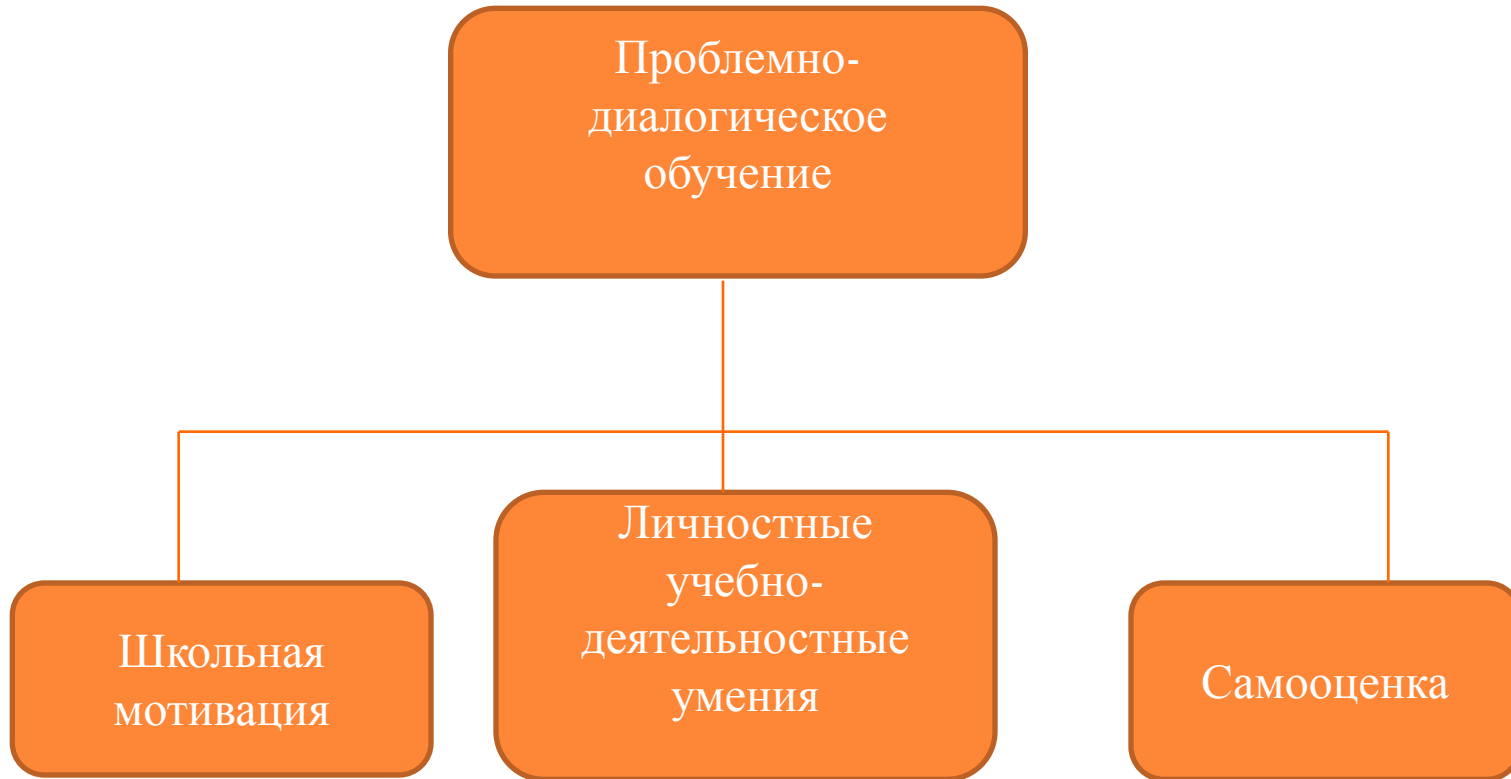 Проблемно-
диалогическое
обучение
Личностные
учебно-
деятельностные
умения
Школьная
мотивация
Самооценка